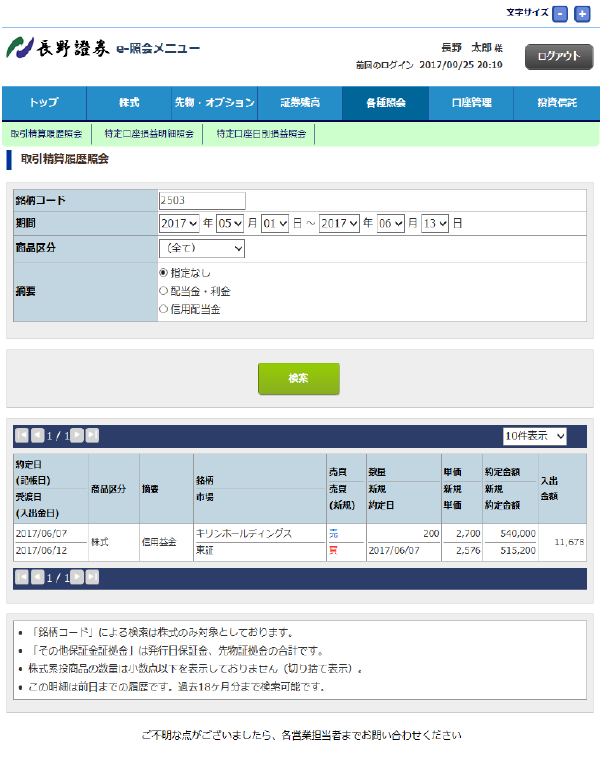 文字サイズ - +
長野證券 e-照会メニュー
長野 太郎 様
前回のログイン 2017/09/25 20:19
ログアウト
トップ 株式 先物・オプション 証券残高 各種照会 口座管理 投資信託
取引精算履歴照会 特定口座損益明細照会 特定口座日別損益照会
取引精算履歴照会
銘柄コード 2503
期間 2017 年 05 月 01 日 ～ 2017 年 06 月 13 日
商品区分 (全て)
摘要
指定なし
配当金・利金
信用配当金
検索
1 / 1 10件表示
約定日 (記帳日) 受渡日 (入出金日)
商品区分
摘要
銘柄 市場
売買 売買 (新規)
数量 新規 約定日
単価 新規 単価
約定金額 新規 約定金額
入出 金額
2017/06/07 株式 信用益金 キリンホールディングス 売 200 2,700 540,000 11,678
2017/06/12 東証 買 2017/06/07 2,576 515,200
1 / 1
• 「銘柄コード」による検索は株式のみ対象としております。
• 「その他保証金証拠金」は発行日保証金、先物証拠金の合計です。
• 株式累投商品の数量は小数点以下を表示しておりません（切り捨て表示）。
• この明細は前日までの履歴です。過去18ヶ月分まで検索可能です。
ご不明な点がございましたら、各営業担当者までお問い合わせください